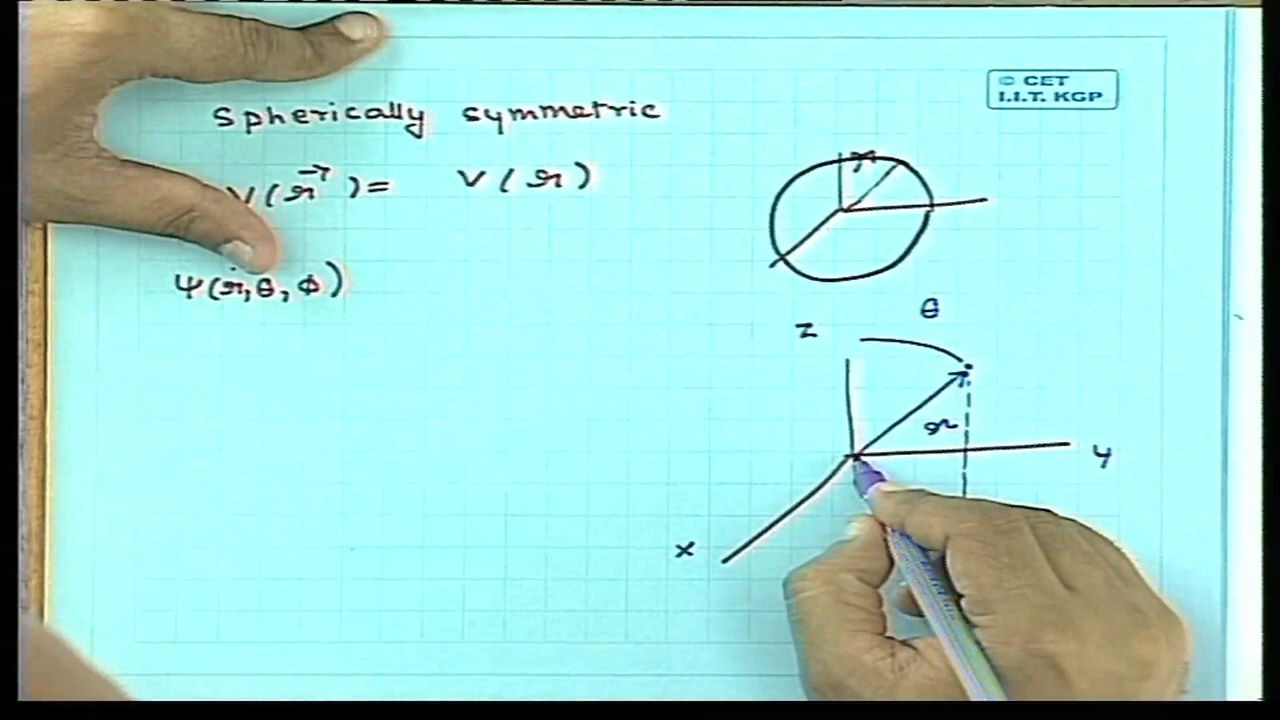 © CET
I.I.T. KGP
Spherically symmetric
V(r⃗) = V(r)
r
ψ(r,θ,φ)
θ
z
r
y
x